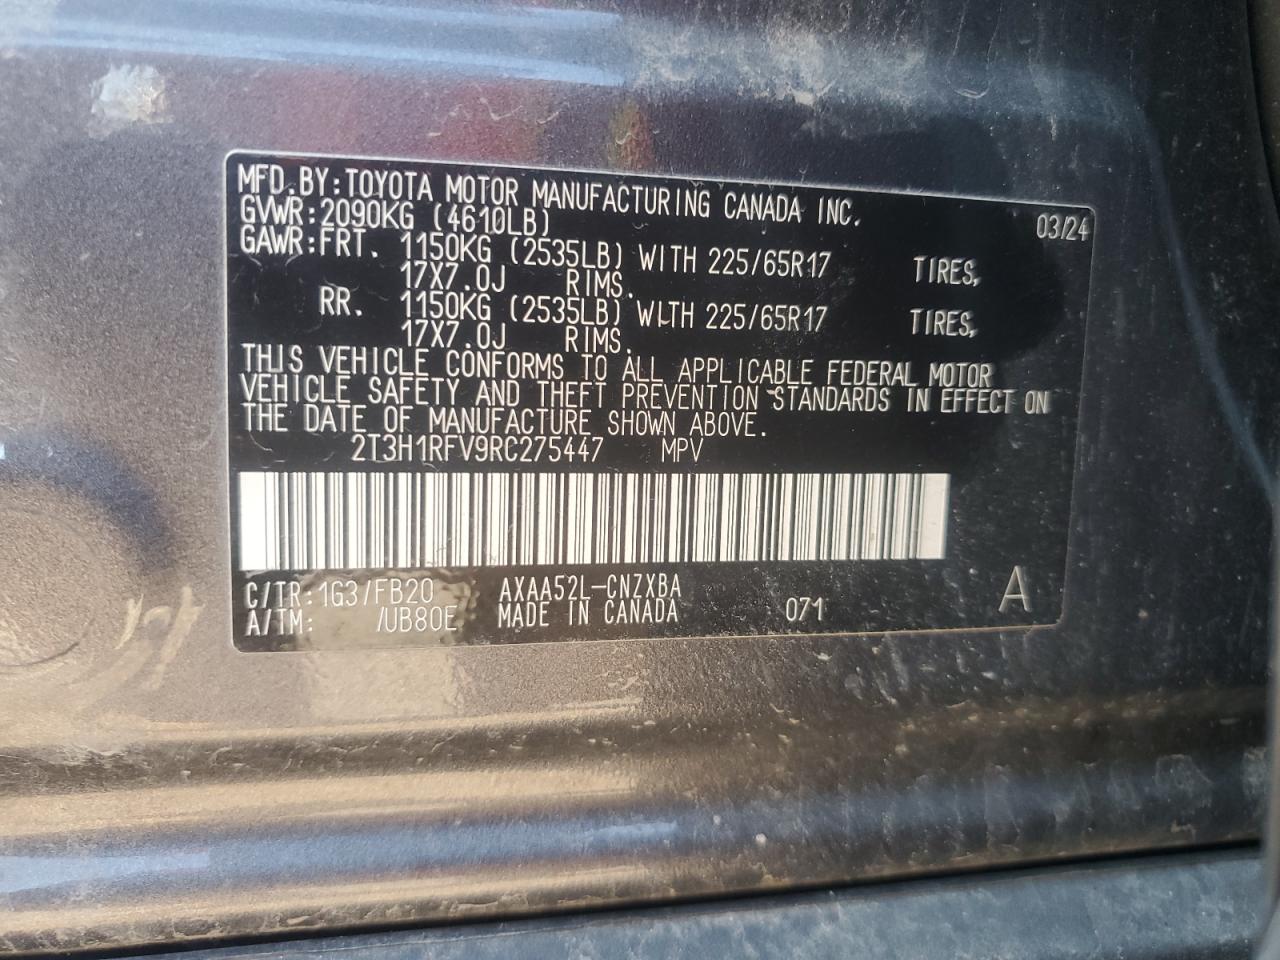 MFD.BY:TOYOTA MOTOR MANUFACTURING CANADA INC. 03/24
GVWR:2090KG (4610LB)
GAWR:FRT. 1150KG (2535LB) WITH 225/65R17 TIRES,
17X7.0J RIMS.
RR. 1150KG (2535LB) WITH 225/65R17 TIRES,
17X7.0J RIMS.
THIS VEHICLE CONFORMS TO ALL APPLICABLE FEDERAL MOTOR
VEHICLE SAFETY AND THEFT PREVENTION STANDARDS IN EFFECT ON
THE DATE OF MANUFACTURE SHOWN ABOVE.
2T3H1RFV9RC275447 MPV
C/TR:1G3/FB20 AXAA52L-CNZXBA
A/TM: /UB80E MADE IN CANADA 071 A